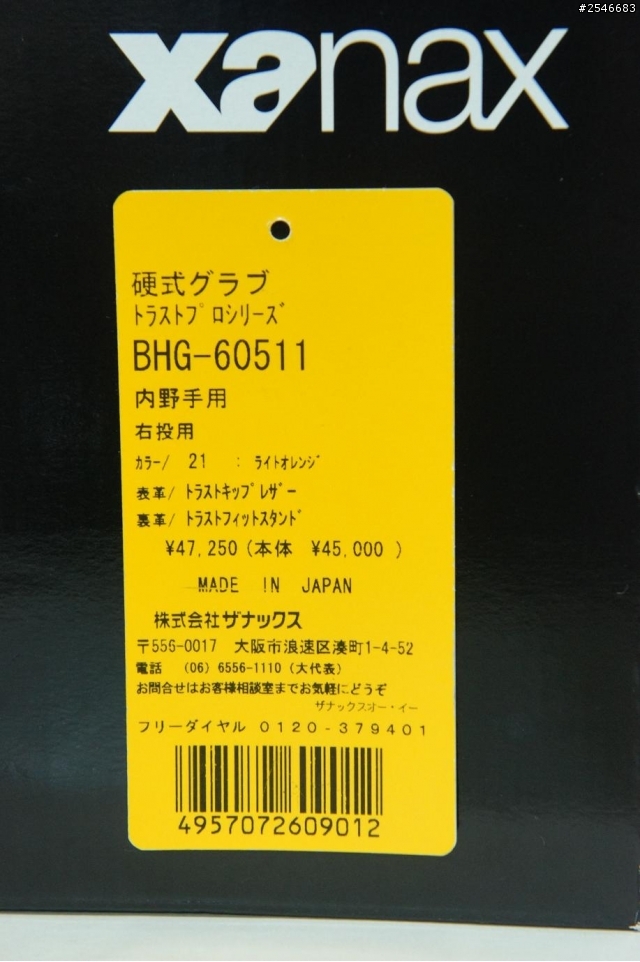 #2546683
xanax
硬式グラブ
トラストプロシリーズ
BHG-60511
内野手用
右投用
カラー/ 21 : ライトオレンジ
表革/ トラストキップレザー
裏革/ トラストフィットスタンド
¥47,250 (本体 ¥45,000 )
MADE IN JAPAN
株式会社ザナックス
〒556-0017 大阪市浪速区湊町1-4-52
電話 (06) 6556-1110 (大代表)
お問合せはお客様相談室までお気軽にどうぞ
ザナックスオー・イー
フリーダイヤル 0120-379401
4957072609012